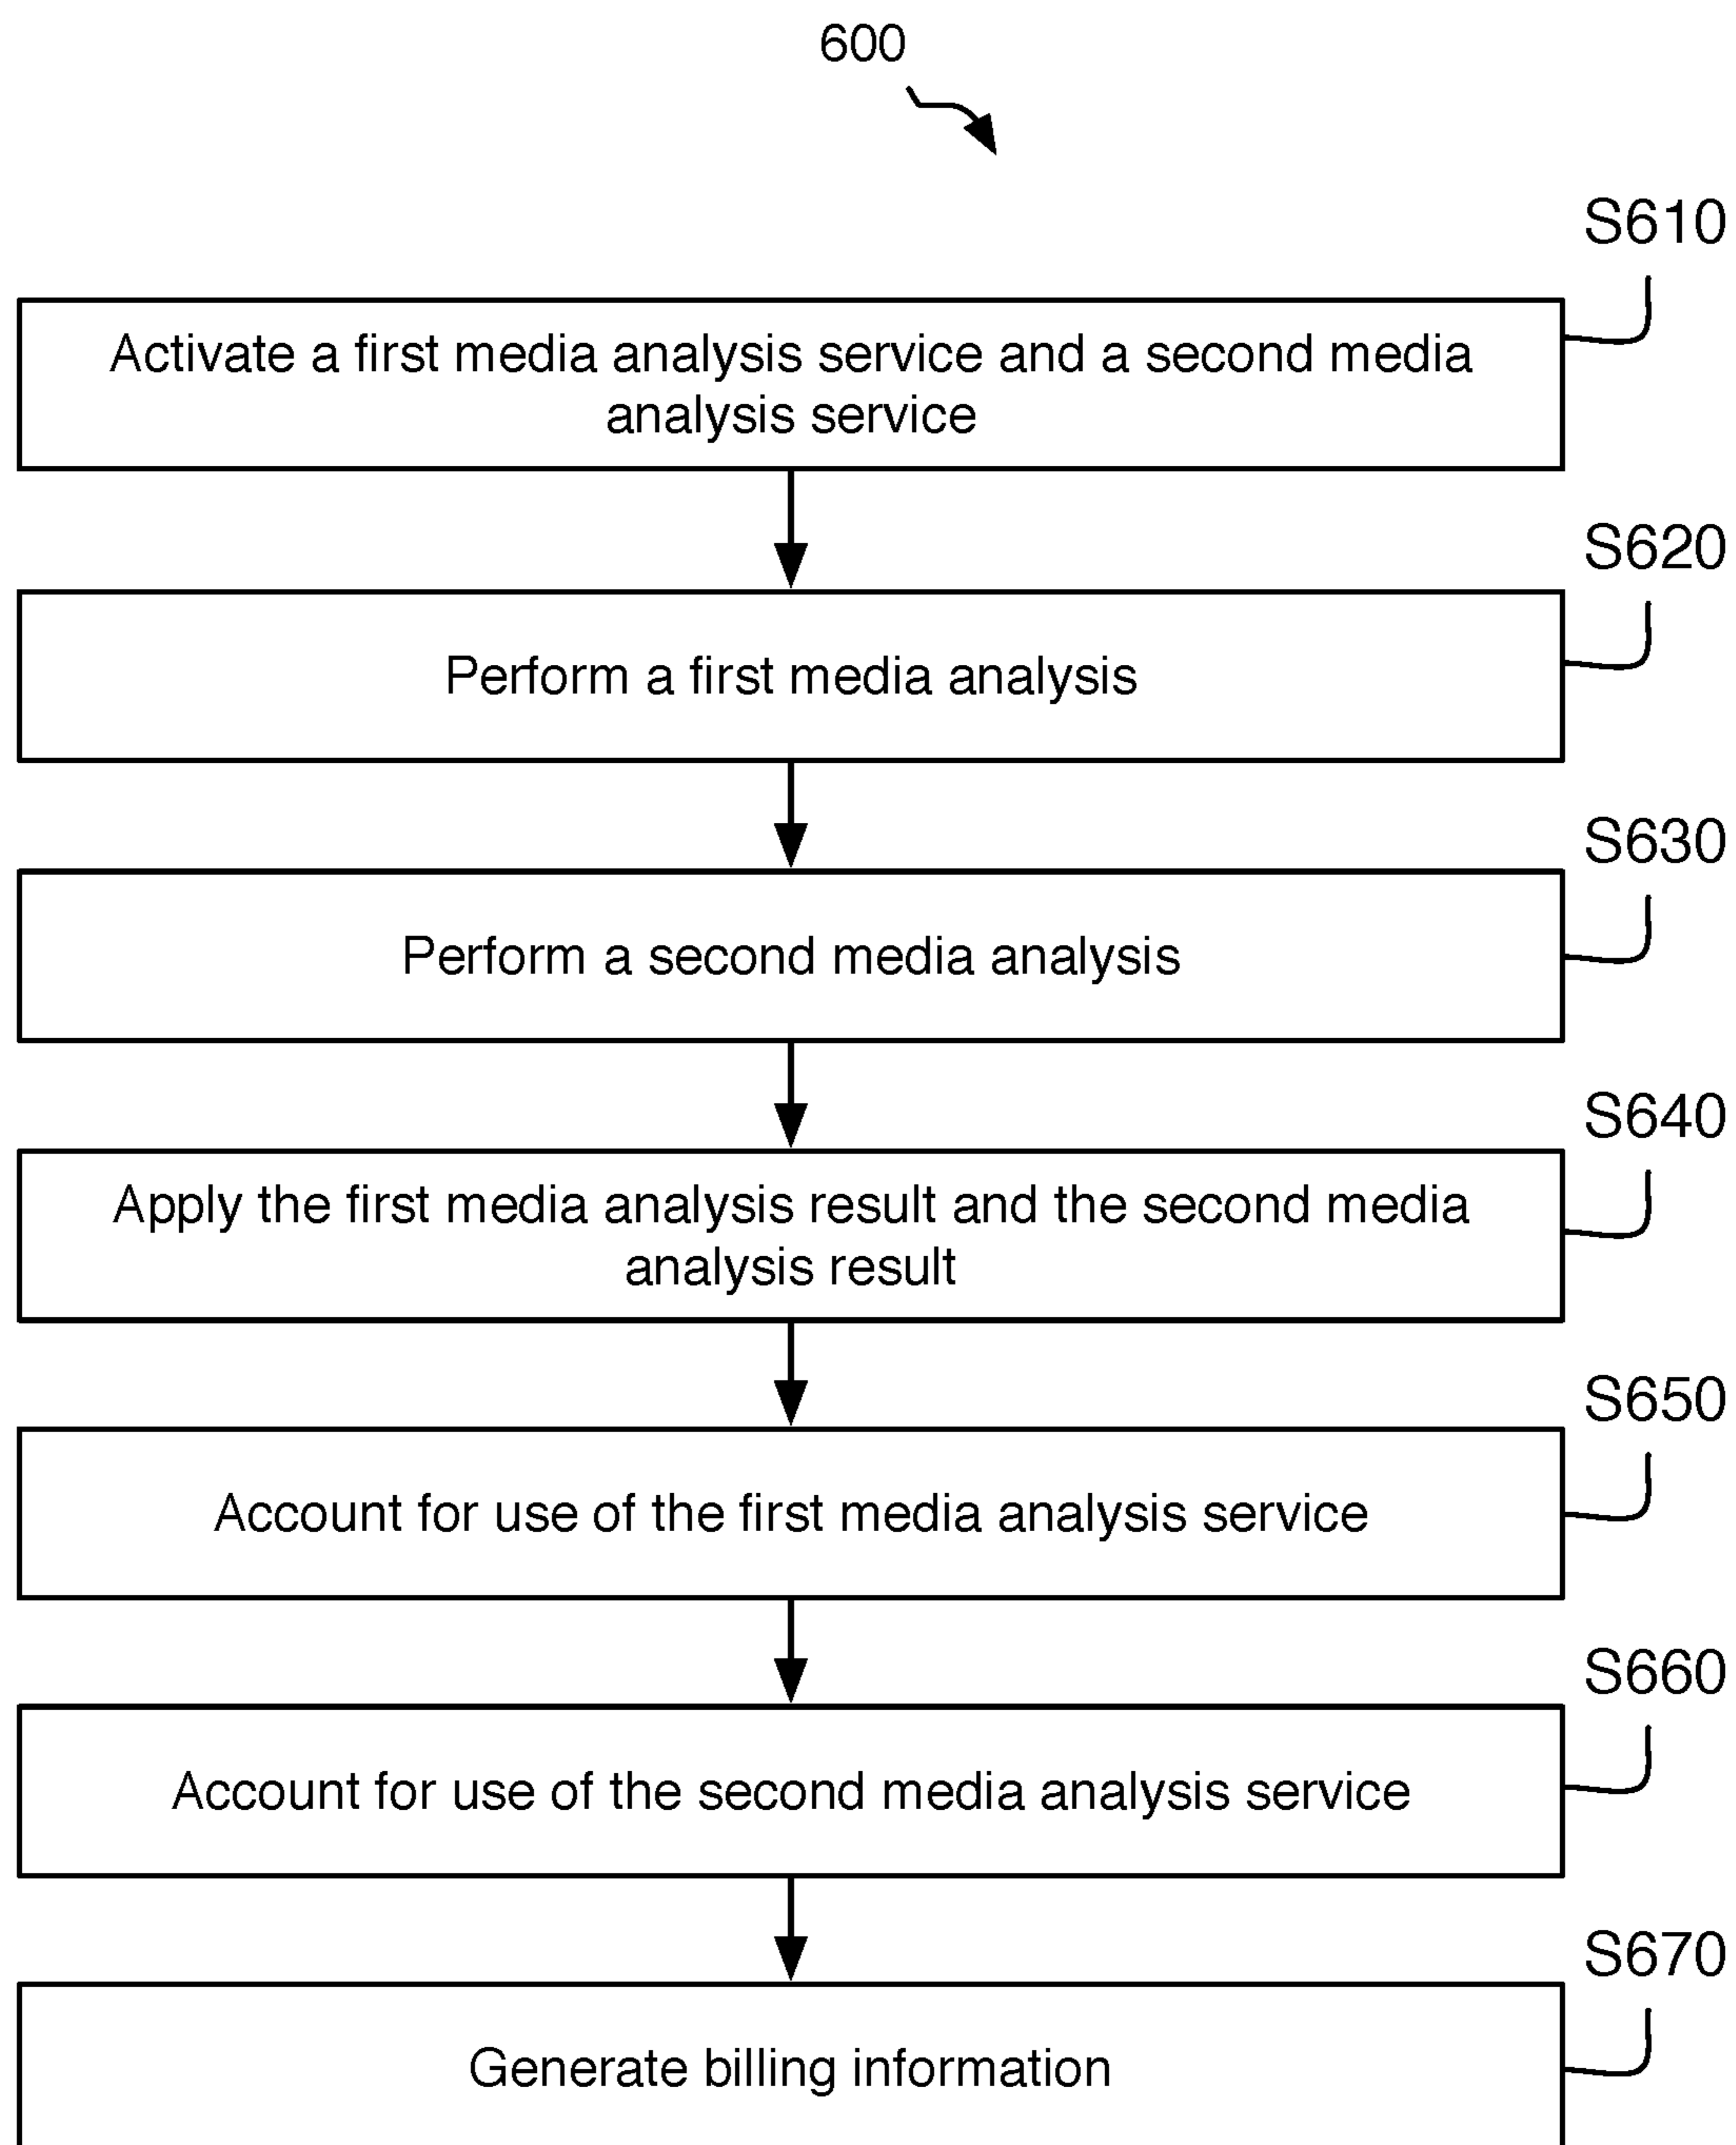 600
S610
Activate a first media analysis service and a second media
analysis service
S620
Perform a first media analysis
S630
Perform a second media analysis
S640
Apply the first media analysis result and the second media
analysis result
S650
Account for use of the first media analysis service
S660
Account for use of the second media analysis service
S670
Generate billing information